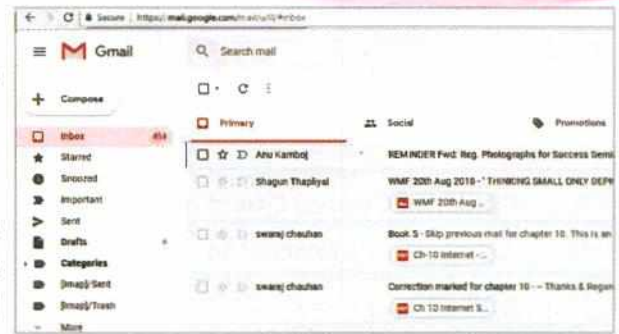 Secure https://mail.google.com/mail/u/0/#inbox
Gmail
Search mail
Compose
Primary
Social
Promotions
Inbox
Starred
Snoozed
Important
Sent
Drafts
Categories
[Imap]/Sent
[Imap]/Trash
More
Anu Kamboj
REMINDER Fwd: Reg. Photographs for Success Semi
Shagun Thapliyal
WMF 20th Aug 2018 - "THINKING SMALL ONLY DEP
WMF 20th Aug ..
swaraj chauhan
Book 5 - Skip previous mail for chapter 10. This is an
Ch-10 Internet -...
swaraj chauhan
Correction marked for chapter 10 - - Thanks & Regar
Ch 10 Internet S...